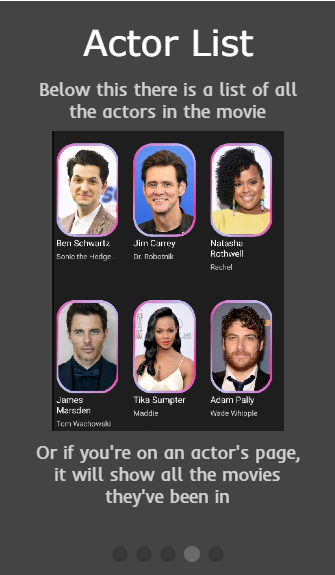 Actor List
Below this there is a list of all
the actors in the movie
Ben Schwartz
Sonic the Hedge...
Jim Carrey
Dr. Robotnik
Natasha
Rothwell
Rachel
James
Marsden
Tom Wachowski
Tika Sumpter
Maddie
Adam Pally
Wade Whipple
Or if you're on an actor's page,
it will show all the movies
they've been in